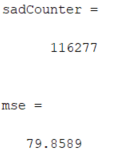 sadCounter =
116277
mse =
79.8589